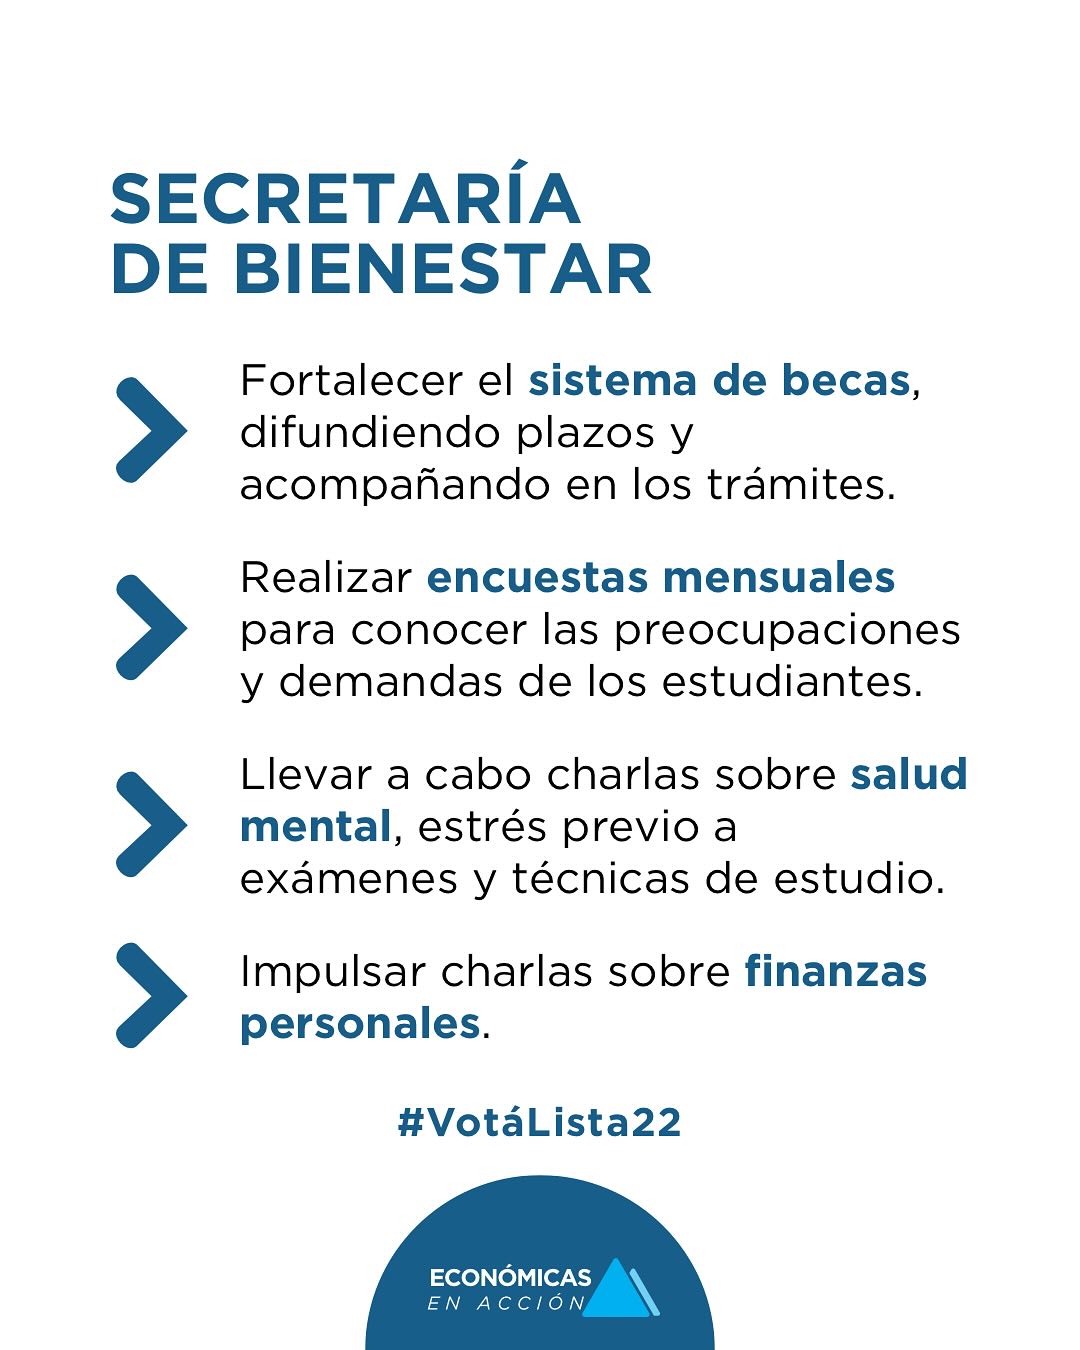 SECRETARÍA
DE BIENESTAR
Fortalecer el sistema de becas,
difundiendo plazos y
acompañando en los trámites.
Realizar encuestas mensuales
para conocer las preocupaciones
y demandas de los estudiantes.
Llevar a cabo charlas sobre salud
mental, estrés previo a
exámenes y técnicas de estudio.
Impulsar charlas sobre finanzas
personales.
#VotáLista22
ECONÓMICAS
EN ACCIÓN